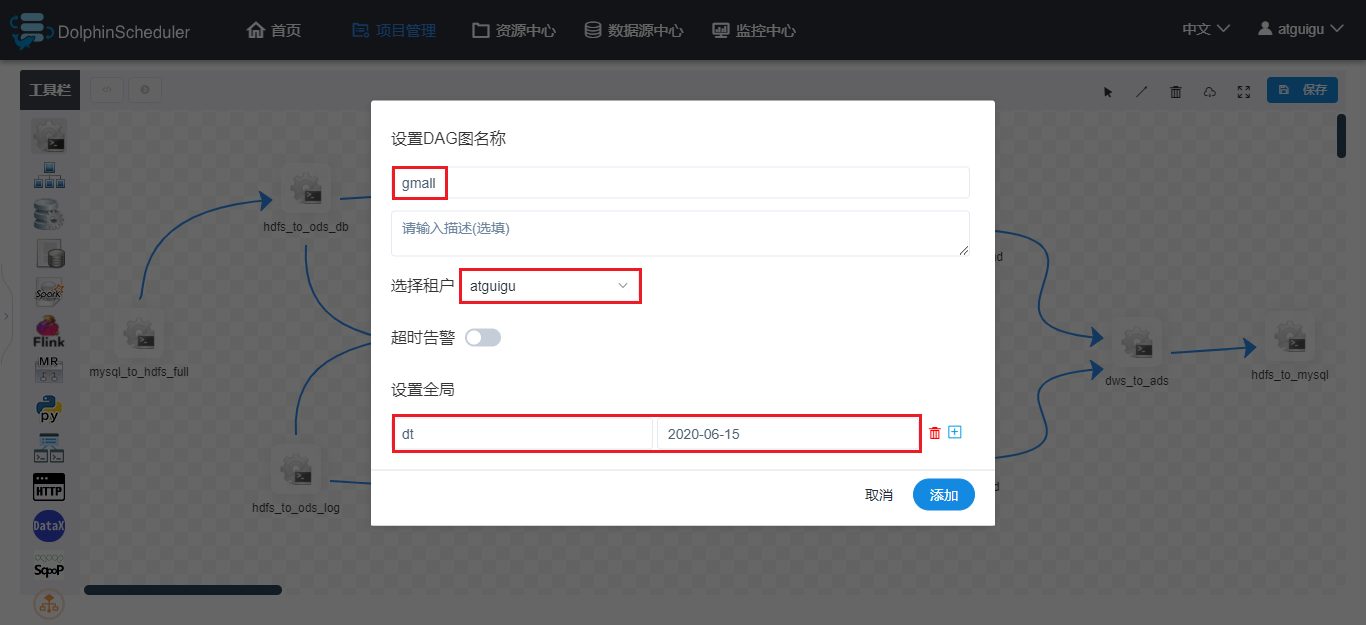 DolphinScheduler
首页
项目管理
资源中心
数据源中心
监控中心
中文
atguigu
工具栏
保存
设置DAG图名称
gmall
请输入描述(选填)
选择租户
atguigu
超时告警
设置全局
dt
2020-06-15
取消
添加
hdfs_to_ods_db
mysql_to_hdfs_full
hdfs_to_ods_log
dws_to_ads
hdfs_to_mysql
Spark
Flink
MR
py
HTTP
DataX
sqoop